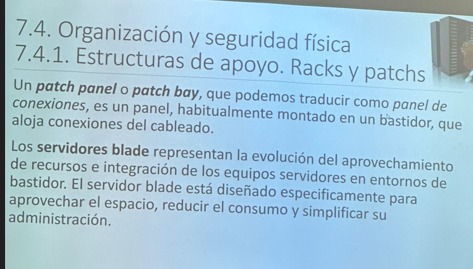 7.4. Organización y seguridad física
7.4.1. Estructuras de apoyo. Racks y patchs
Un patch panel o patch bay, que podemos traducir como panel de
conexiones, es un panel, habitualmente montado en un bastidor, que
aloja conexiones del cableado.
Los servidores blade representan la evolución del aprovechamiento
de recursos e integración de los equipos servidores en entornos de
bastidor. El servidor blade está diseñado especificamente para
aprovechar el espacio, reducir el consumo y simplificar su
administración.